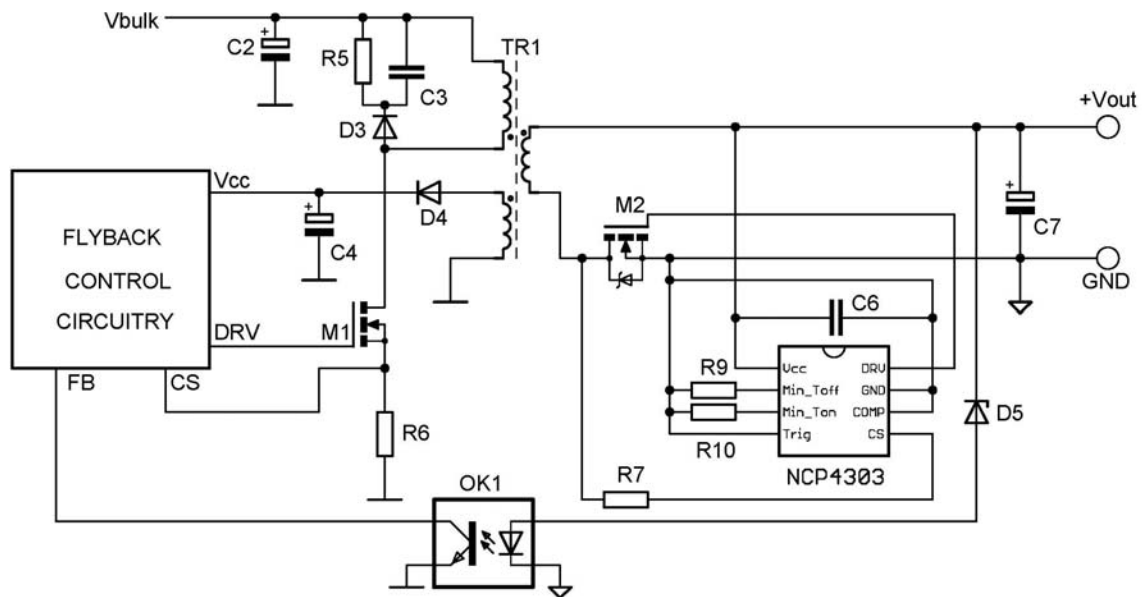 Vbulk
+
C2
R5
C3
D3
TR1
+Vout
Vcc
+
C4
D4
M2
+
C7
GND
FLYBACK
CONTROL
CIRCUITRY
DRV
M1
FB
CS
R6
C6
Vcc
DRV
R9
Min_Toff
GND
Min_Ton
COMP
R10
Trig
CS
NCP4303
D5
R7
OK1